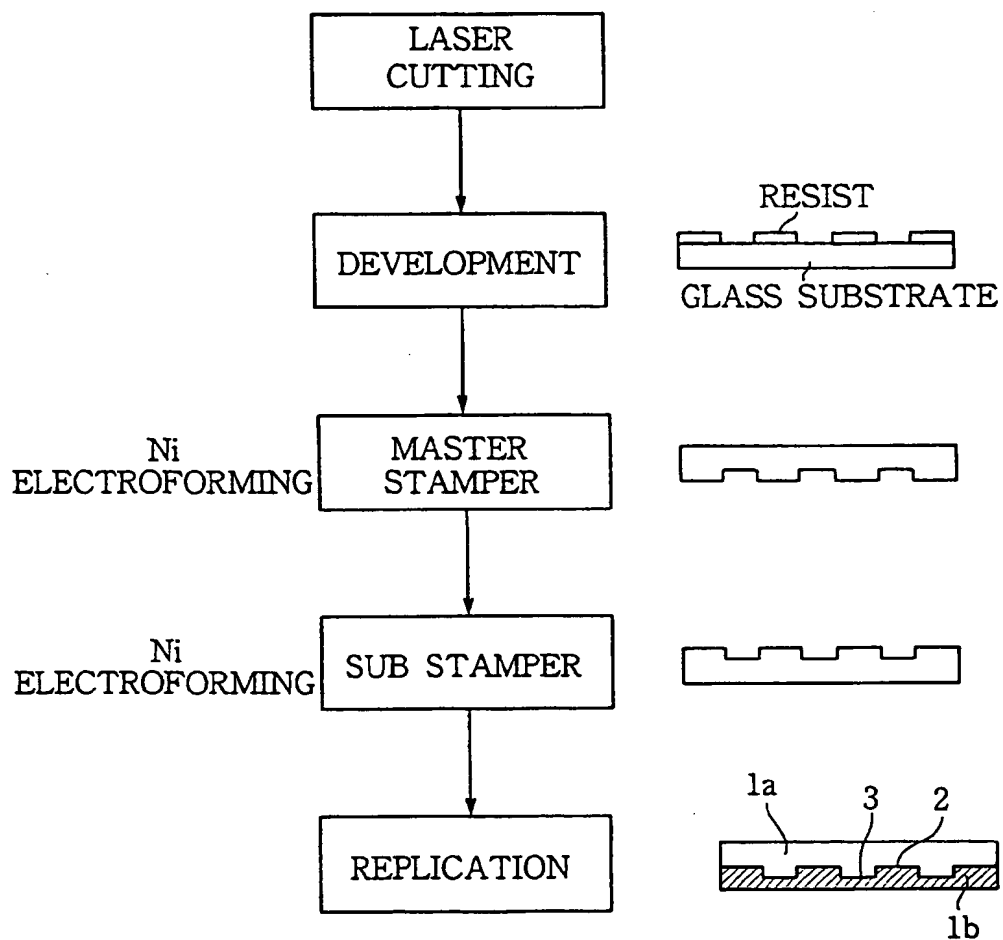 LASER
CUTTING
DEVELOPMENT
RESIST
GLASS SUBSTRATE
Ni
ELECTROFORMING
MASTER
STAMPER
Ni
ELECTROFORMING
SUB STAMPER
REPLICATION
1a
3
2
1b